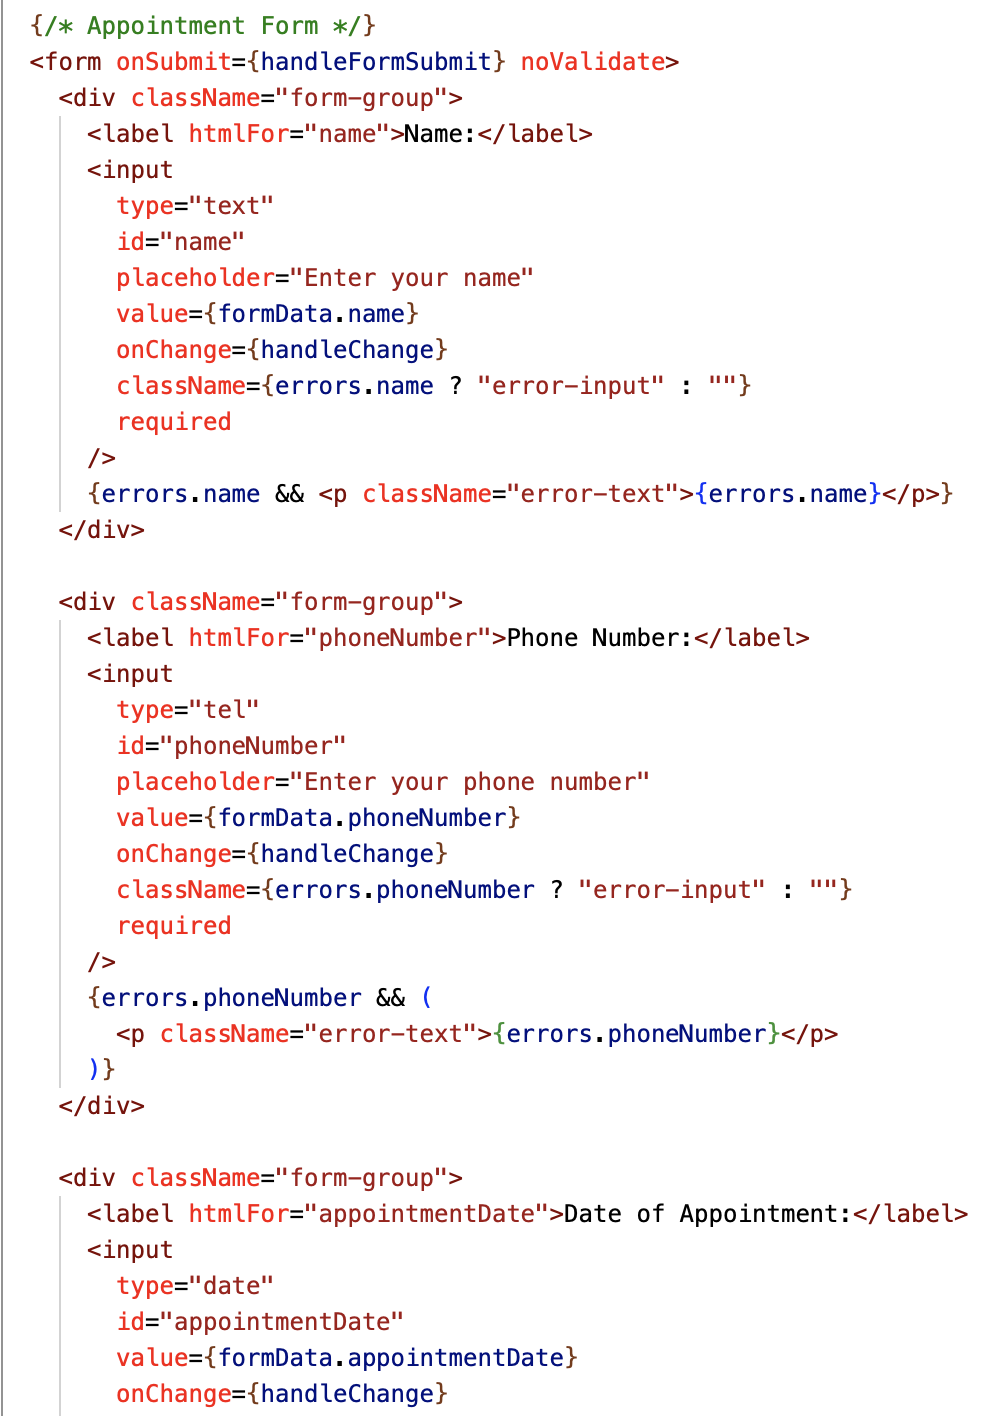 {/* Appointment Form */}
<form onSubmit={handleFormSubmit} noValidate>
<div className="form-group">
<label htmlFor="name">Name:</label>
<input
type="text"
id="name"
placeholder="Enter your name"
value={formData.name}
onChange={handleChange}
className={errors.name ? "error-input" : ""}
required
/>
{errors.name && <p className="error-text">{errors.name}</p>}
</div>
<div className="form-group">
<label htmlFor="phoneNumber">Phone Number:</label>
<input
type="tel"
id="phoneNumber"
placeholder="Enter your phone number"
value={formData.phoneNumber}
onChange={handleChange}
className={errors.phoneNumber ? "error-input" : ""}
required
/>
{errors.phoneNumber && (
<p className="error-text">{errors.phoneNumber}</p>
)}
</div>
<div className="form-group">
<label htmlFor="appointmentDate">Date of Appointment:</label>
<input
type="date"
id="appointmentDate"
value={formData.appointmentDate}
onChange={handleChange}